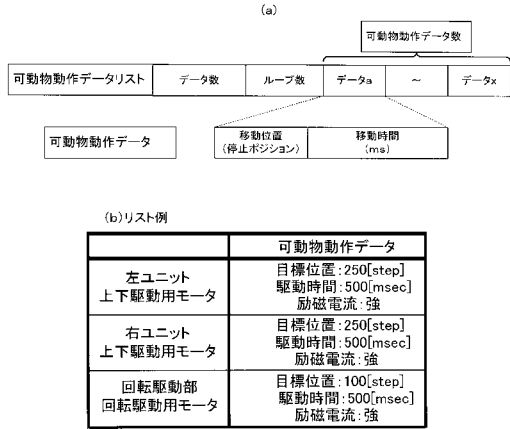 (a)
可動物動作データ数
可動物動作データリスト データ数 ループ数 データa ～ データx
可動物動作データ 移動位置 移動時間
(停止ポジション) (ms)
(b)リスト例
可動物動作データ
左ユニット
上下駆動用モータ
目標位置:250[step]
駆動時間:500[msec]
励磁電流:強
右ユニット
上下駆動用モータ
目標位置:250[step]
駆動時間:500[msec]
励磁電流:強
回転駆動部
回転駆動用モータ
目標位置:100[step]
駆動時間:500[msec]
励磁電流:強